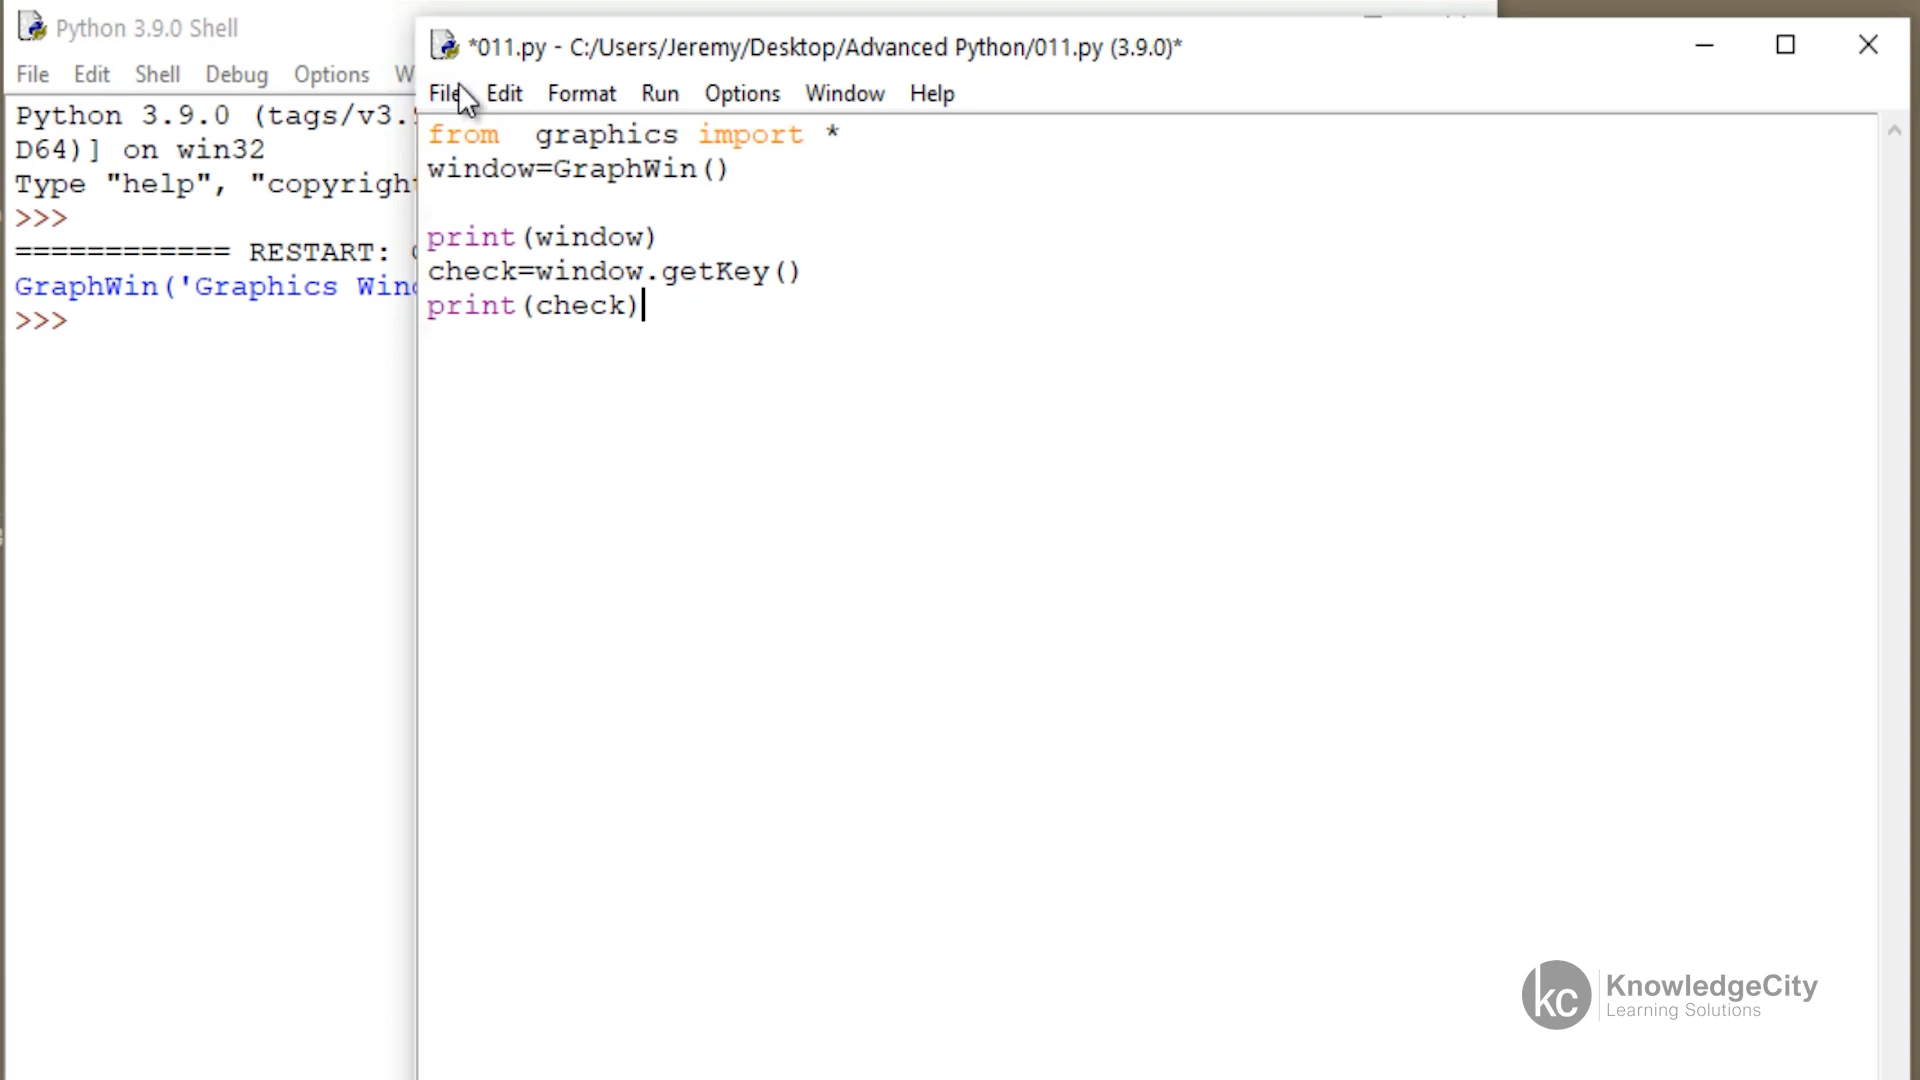 Python 3.9.0 Shell
File Edit Shell Debug Options
Python 3.9.0 (tags/v3.
D64)] on win32
Type "help", "copyright
>>>
============ RESTART:
GraphWin('Graphics
>>>
*011.py - C:/Users/Jeremy/Desktop/Advanced Python/011.py (3.9.0)*
File Edit Format Run Options Window Help
from  graphics import *
window=GraphWin()
print(window)
check=window.getKey()
print(check)
kc
KnowledgeCity
Learning Solutions